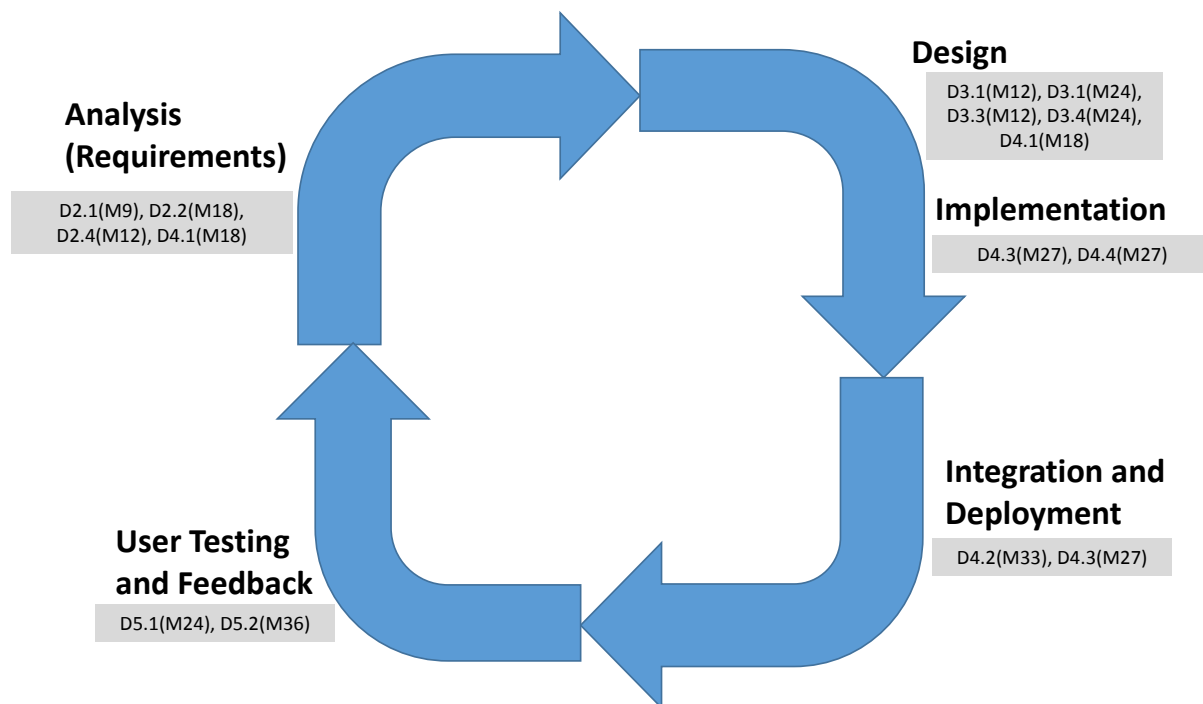 Analysis
(Requirements)
D2.1(M9), D2.2(M18),
D2.4(M12), D4.1(M18)
Design
D3.1(M12), D3.1(M24),
D3.3(M12), D3.4(M24),
D4.1(M18)
Implementation
D4.3(M27), D4.4(M27)
Integration and
Deployment
D4.2(M33), D4.3(M27)
User Testing
and Feedback
D5.1(M24), D5.2(M36)